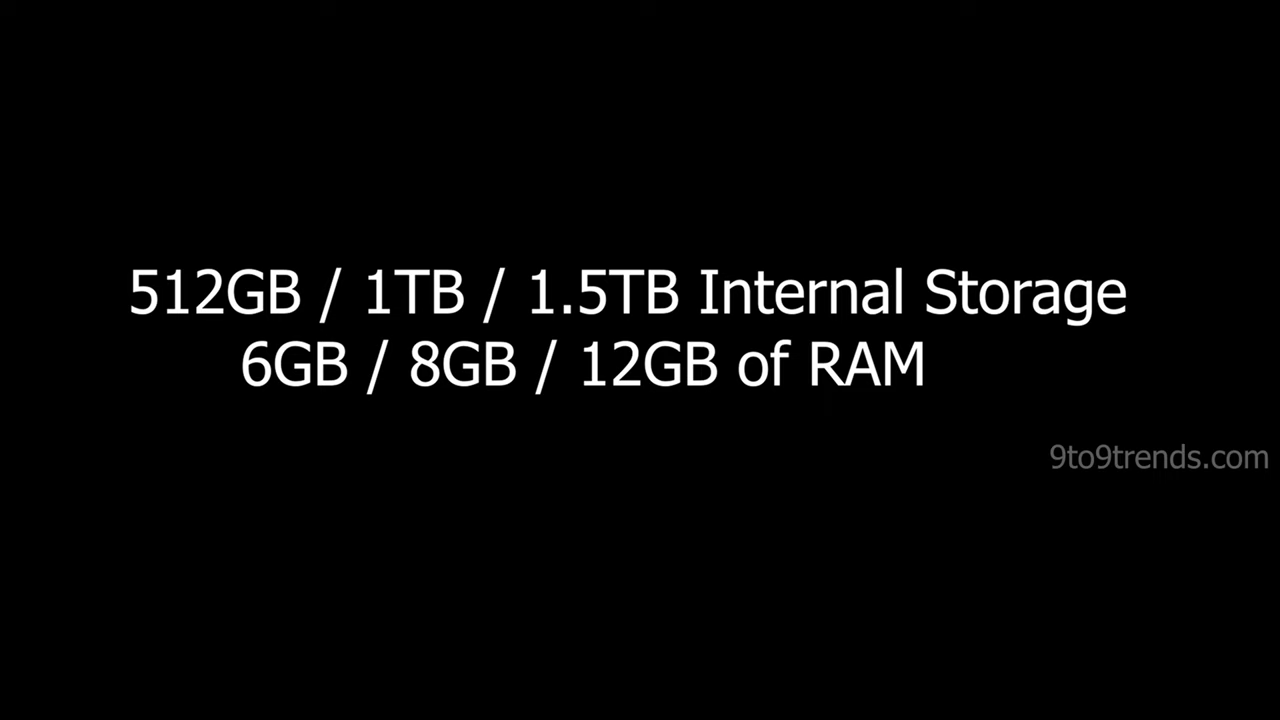 512GB / 1TB / 1.5TB Internal Storage
6GB / 8GB / 12GB of RAM
9to9trends.com